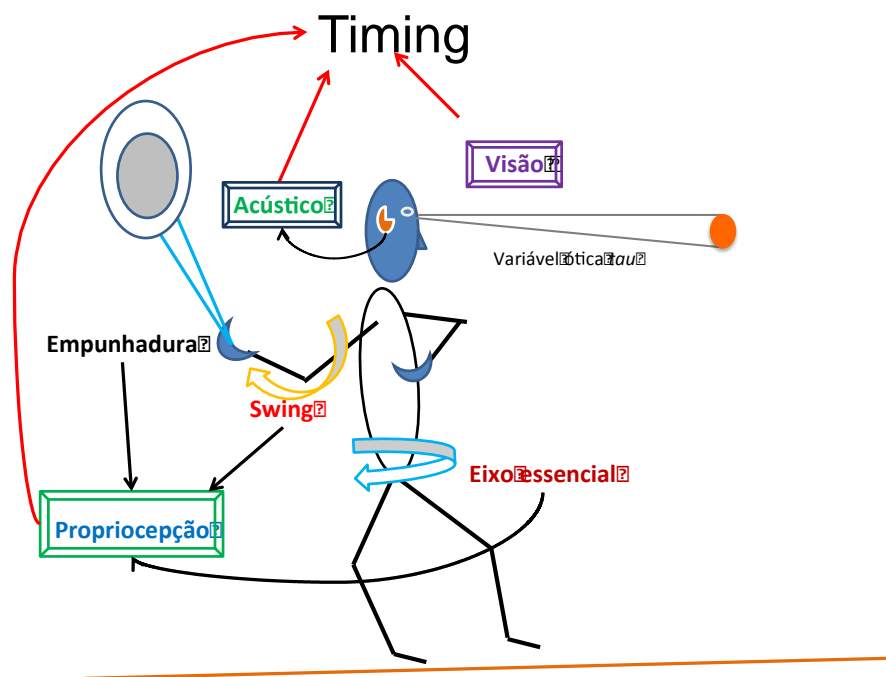 Timing
Visão
Acústico
Variável ótica tau
Empunhadura
Swing
Eixo essencial
Propriocepção